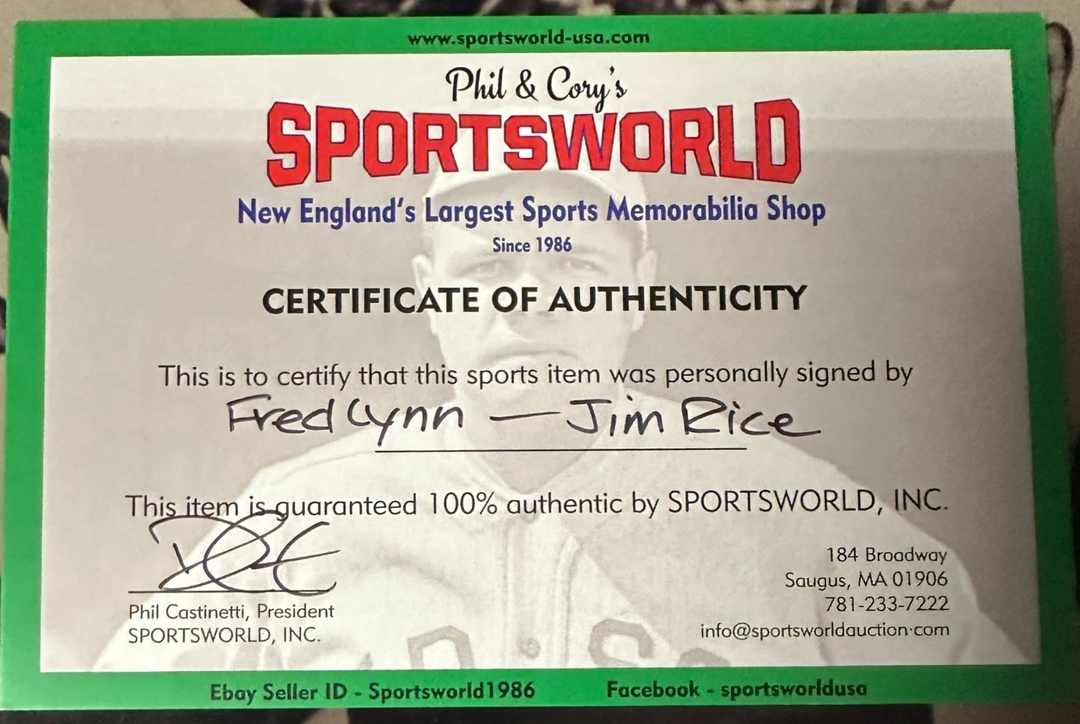 www.sportsworld-usa.com
Phil & Cory's
SPORTSWORLD
New England's Largest Sports Memorabilia Shop
Since 1986
CERTIFICATE OF AUTHENTICITY
This is to certify that this sports item was personally signed by
Fred Lynn — Jim Rice
This item is guaranteed 100% authentic by SPORTSWORLD, INC.
Phil Castinetti, President
SPORTSWORLD, INC.
184 Broadway
Saugus, MA 01906
781-233-7222
info@sportsworldauction.com
Ebay Seller ID - Sportsworld1986 Facebook - sportsworldusa